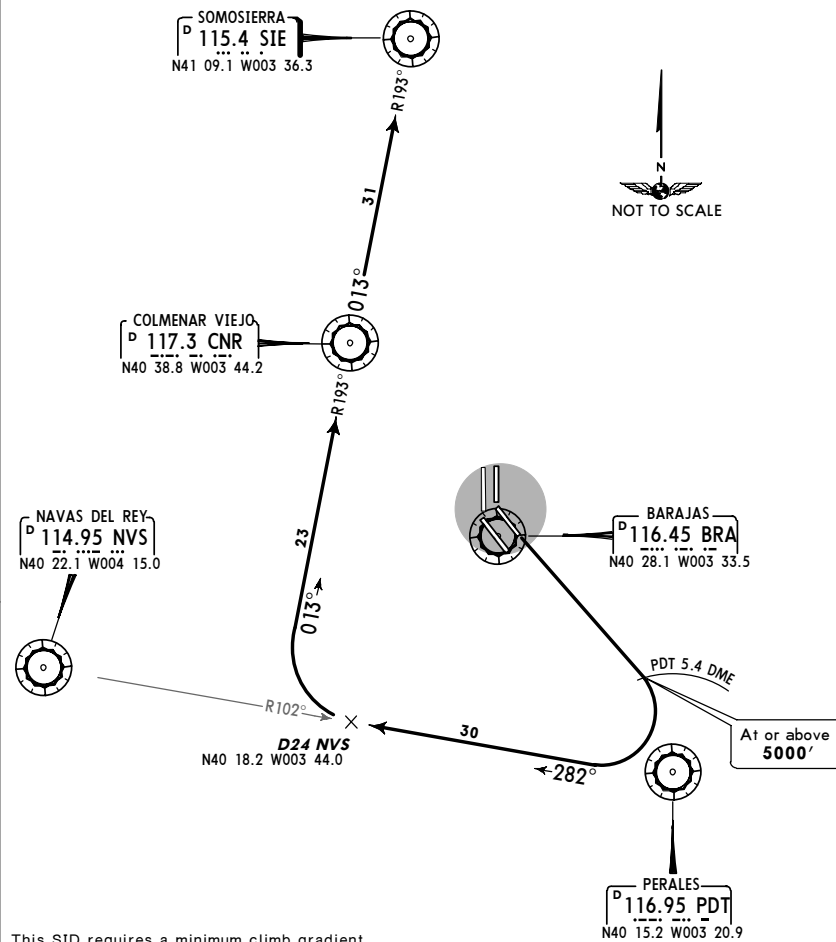 SOMOSIERRA
D 115.4 SIE
N41 09.1 W003 36.3
R193°
31
N
NOT TO SCALE
013°
COLMENAR VIEJO
D 117.3 CNR
N40 38.8 W003 44.2
R193°
NAVAS DEL REY
D 114.95 NVS
N40 22.1 W004 15.0
BARAJAS
D 116.45 BRA
N40 28.1 W003 33.5
23
013°
PDT 5.4 DME
R102°
At or above
5000'
D24 NVS
N40 18.2 W003 44.0
30
282°
PERALES
D 116.95 PDT
N40 15.2 W003 20.9
This SID requires a minimum climb gradient